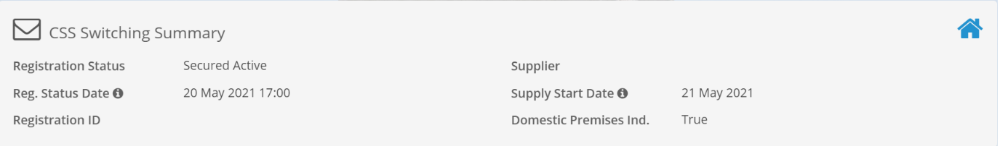 CSS Switching Summary
Registration Status Secured Active Supplier
Reg. Status Date 20 May 2021 17:00 Supply Start Date 21 May 2021
Registration ID Domestic Premises Ind. True